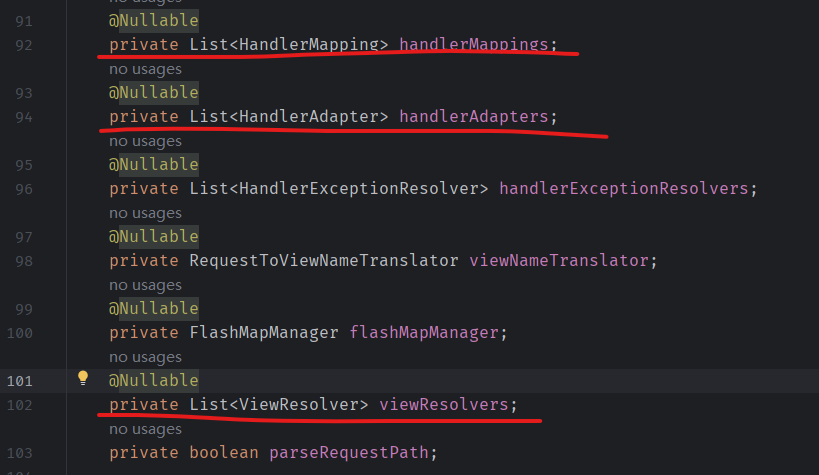 no usages
91 @Nullable
92 private List<HandlerMapping> handlerMappings;
no usages
93 @Nullable
94 private List<HandlerAdapter> handlerAdapters;
no usages
95 @Nullable
96 private List<HandlerExceptionResolver> handlerExceptionResolvers;
no usages
97 @Nullable
98 private RequestToViewNameTranslator viewNameTranslator;
no usages
99 @Nullable
100 private FlashMapManager flashMapManager;
no usages
101 @Nullable
102 private List<ViewResolver> viewResolvers;
no usages
103 private boolean parseRequestPath;